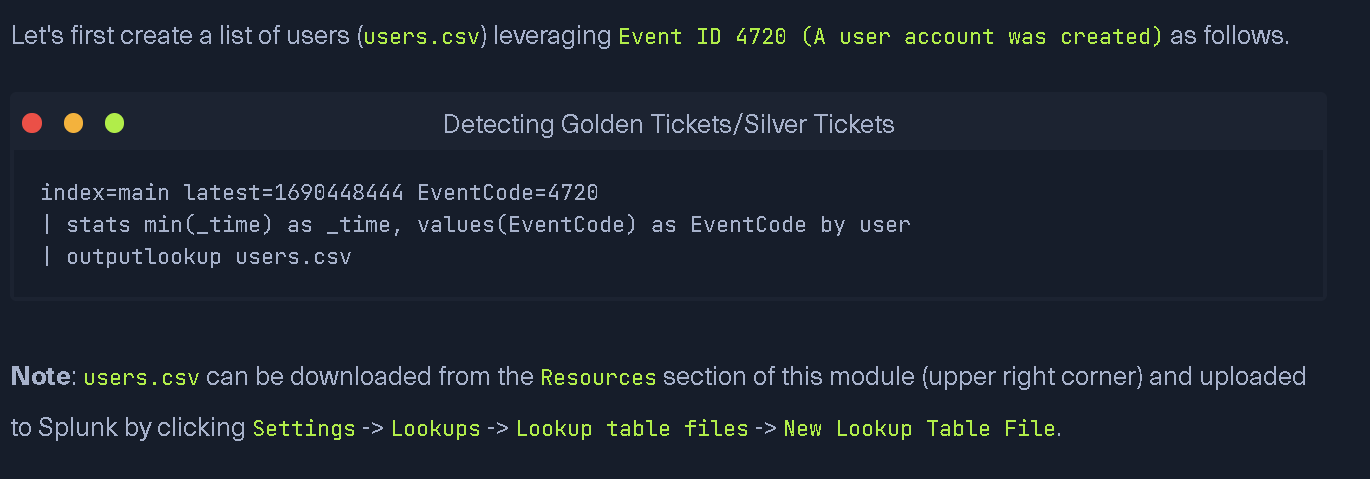 Let's first create a list of users (users.csv) leveraging Event ID 4720 (A user account was created) as follows.
Detecting Golden Tickets/Silver Tickets
index=main latest=1690448444 EventCode=4720
| stats min(_time) as _time, values(EventCode) as EventCode by user
| outputlookup users.csv
Note: users.csv can be downloaded from the Resources section of this module (upper right corner) and uploaded
to Splunk by clicking Settings -> Lookups -> Lookup table files -> New Lookup Table File.